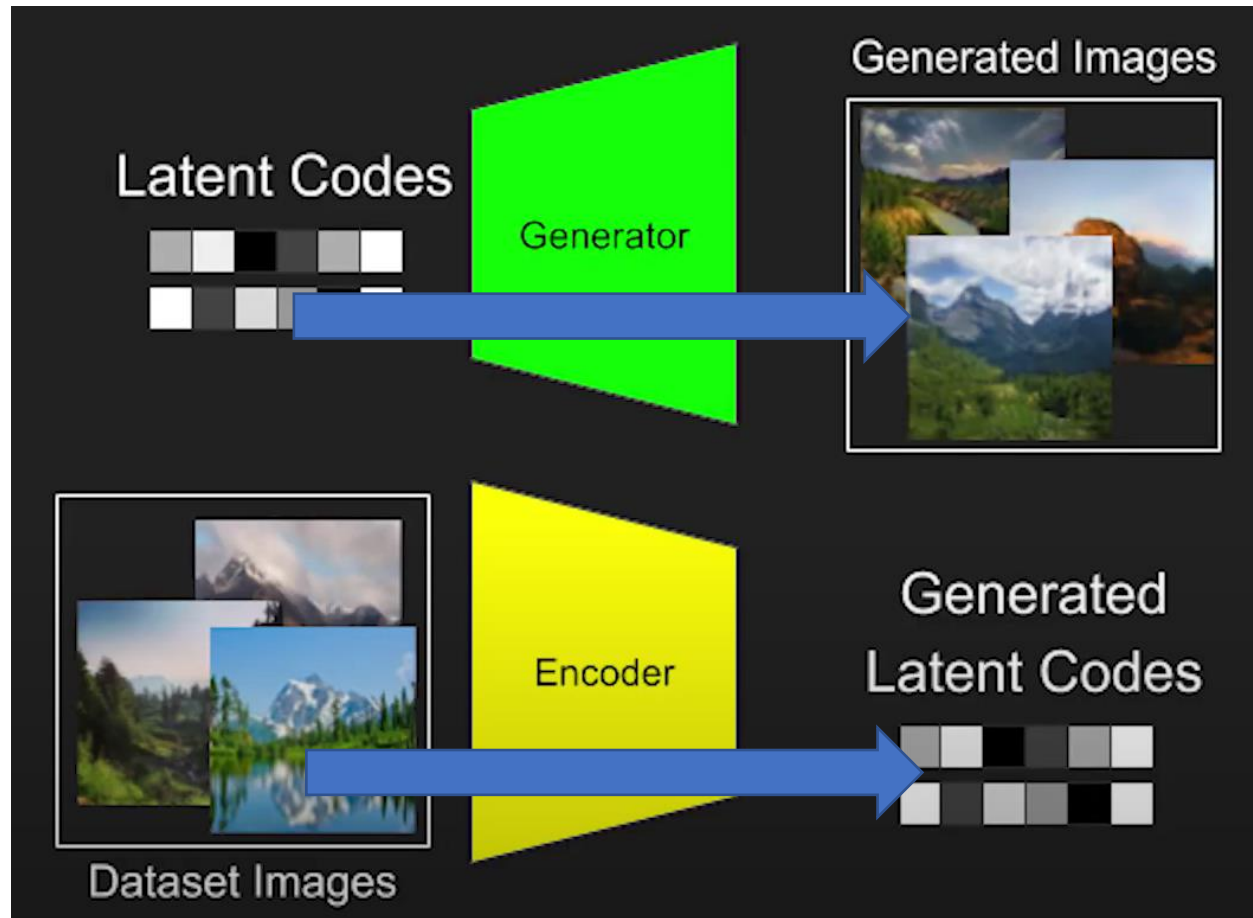 Generated Images
Latent Codes
Generator
Generated
Latent Codes
Encoder
Dataset Images